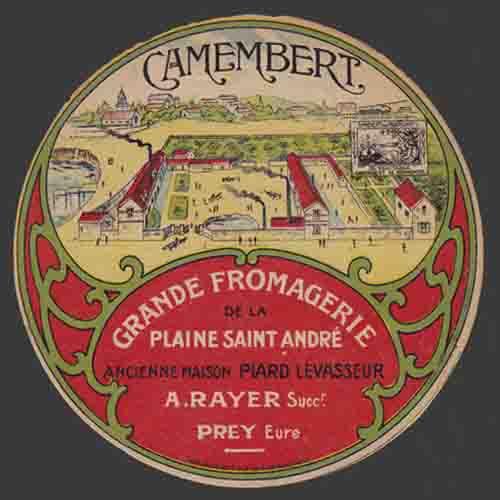 CAMEMBERT
GRANDE FROMAGERIE
DE LA
PLAINE SAINT ANDRÉ
ANCIENNE MAISON PIARD LEVASSEUR
A. RAYER Succr.
PREY Eure